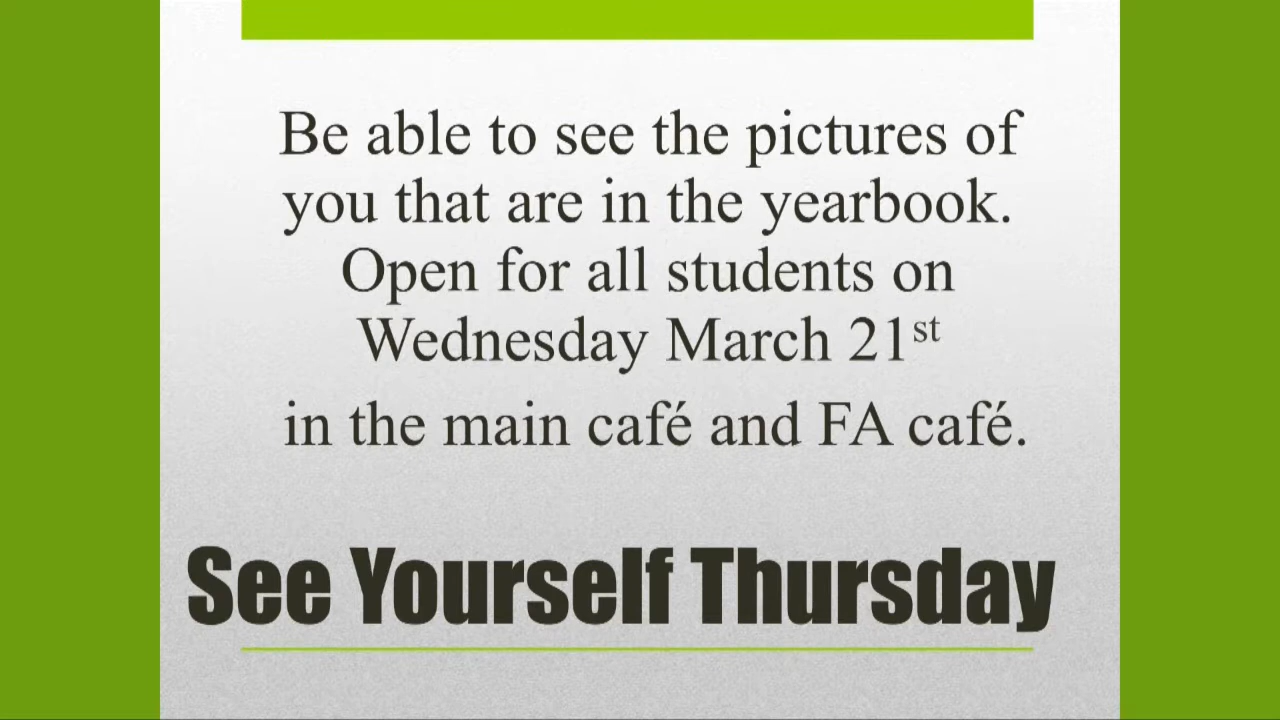 Be able to see the pictures of
you that are in the yearbook.
Open for all students on
Wednesday March 21st
in the main café and FA café.
See Yourself Thursday